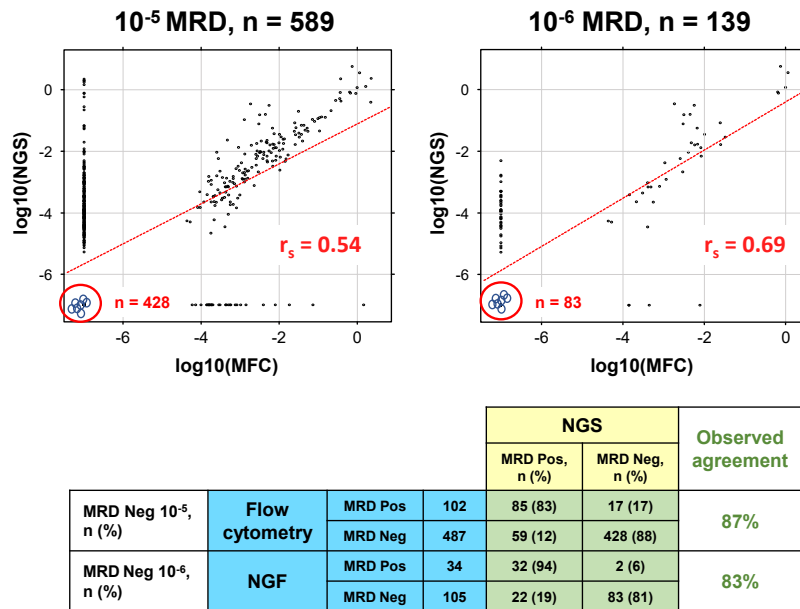 10-5 MRD, n = 589
10-6 MRD, n = 139
log10(NGS)
0
-2
-4
-6
rs = 0.54
n = 428
-6
-4
-2
0
log10(MFC)
log10(NGS)
0
-2
-4
-6
rs = 0.69
n = 83
-6
-4
-2
0
log10(MFC)
NGS
Observed
agreement
MRD Pos,
n (%)
MRD Neg,
n (%)
MRD Neg 10-5,
n (%)
Flow
cytometry
MRD Pos
102
85 (83)
17 (17)
87%
MRD Neg
487
59 (12)
428 (88)
MRD Neg 10-6,
n (%)
NGF
MRD Pos
34
32 (94)
2 (6)
83%
MRD Neg
105
22 (19)
83 (81)